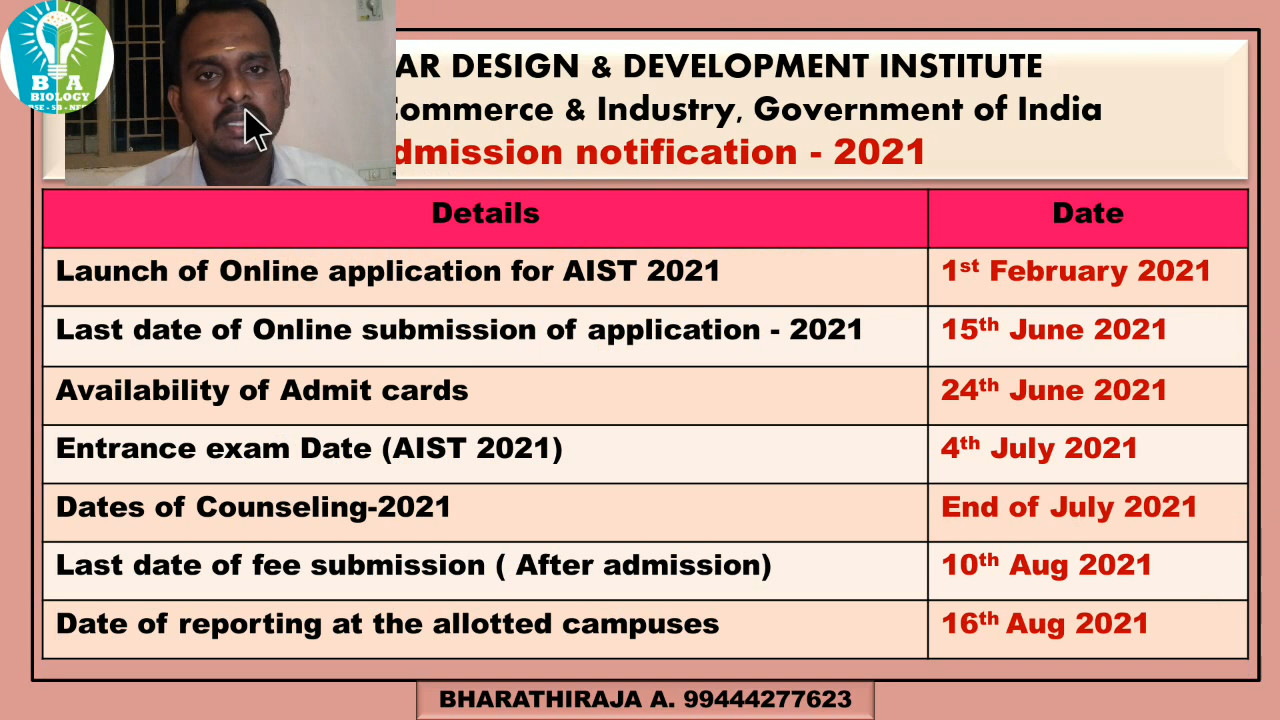 B A
BIOLOGY
AR DESIGN & DEVELOPMENT INSTITUTE
Commerce & Industry, Government of India
dmission notification - 2021
Details Date
Launch of Online application for AIST 2021 1st February 2021
Last date of Online submission of application - 2021 15th June 2021
Availability of Admit cards 24th June 2021
Entrance exam Date (AIST 2021) 4th July 2021
Dates of Counseling-2021 End of July 2021
Last date of fee submission ( After admission) 10th Aug 2021
Date of reporting at the allotted campuses 16th Aug 2021
BHARATHIRAJA A. 99444277623